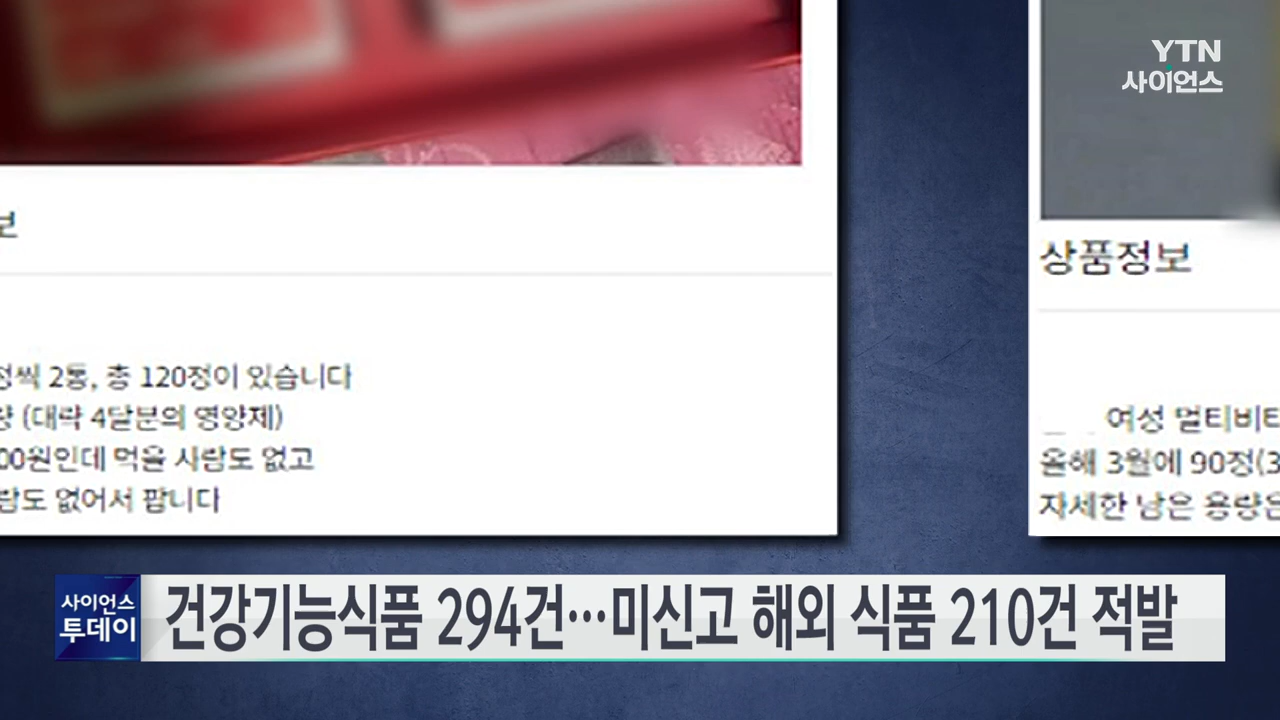 YTN
사이언스
보
정씩 2통, 총 120정이 있습니다
량 (대략 4달분의 영양제)
00원인데 먹을 사람도 없고
람도 없어서 팝니다
상품정보
여성 멀티비타
올해 3월에 90정(3
자세한 남은 용량은
사이언스
투데이
건강기능식품 294건…미신고 해외 식품 210건 적발